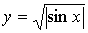 y = √|sin x|